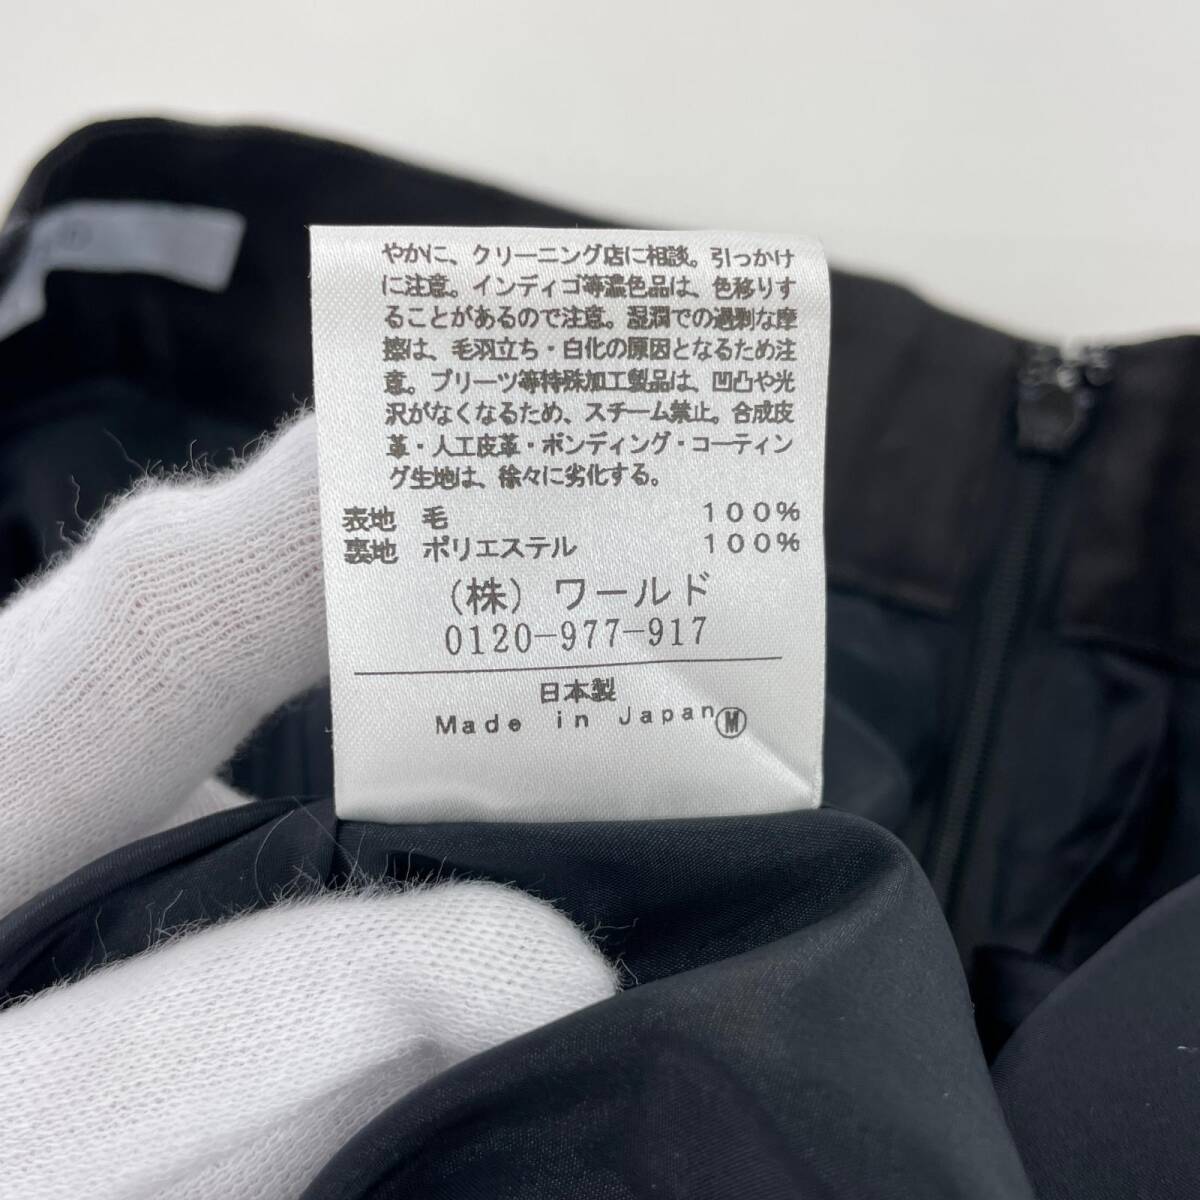 やかに、クリーニング店に相談。引っかけ
に注意。インディゴ等濃色品は、色移りす
ることがあるので注意。湿潤での過剰な摩
擦は、毛羽立ち・白化の原因となるため注
意。プリーツ等特殊加工製品は、凹凸や光
沢がなくなるため、スチーム禁止。合成皮
革・人工皮革・ボンディング・コーティン
グ生地は、徐々に劣化する。
表地 毛 100%
裏地 ポリエステル 100%
(株) ワールド
0120-977-917
日本製
Made in Japan Ⓜ